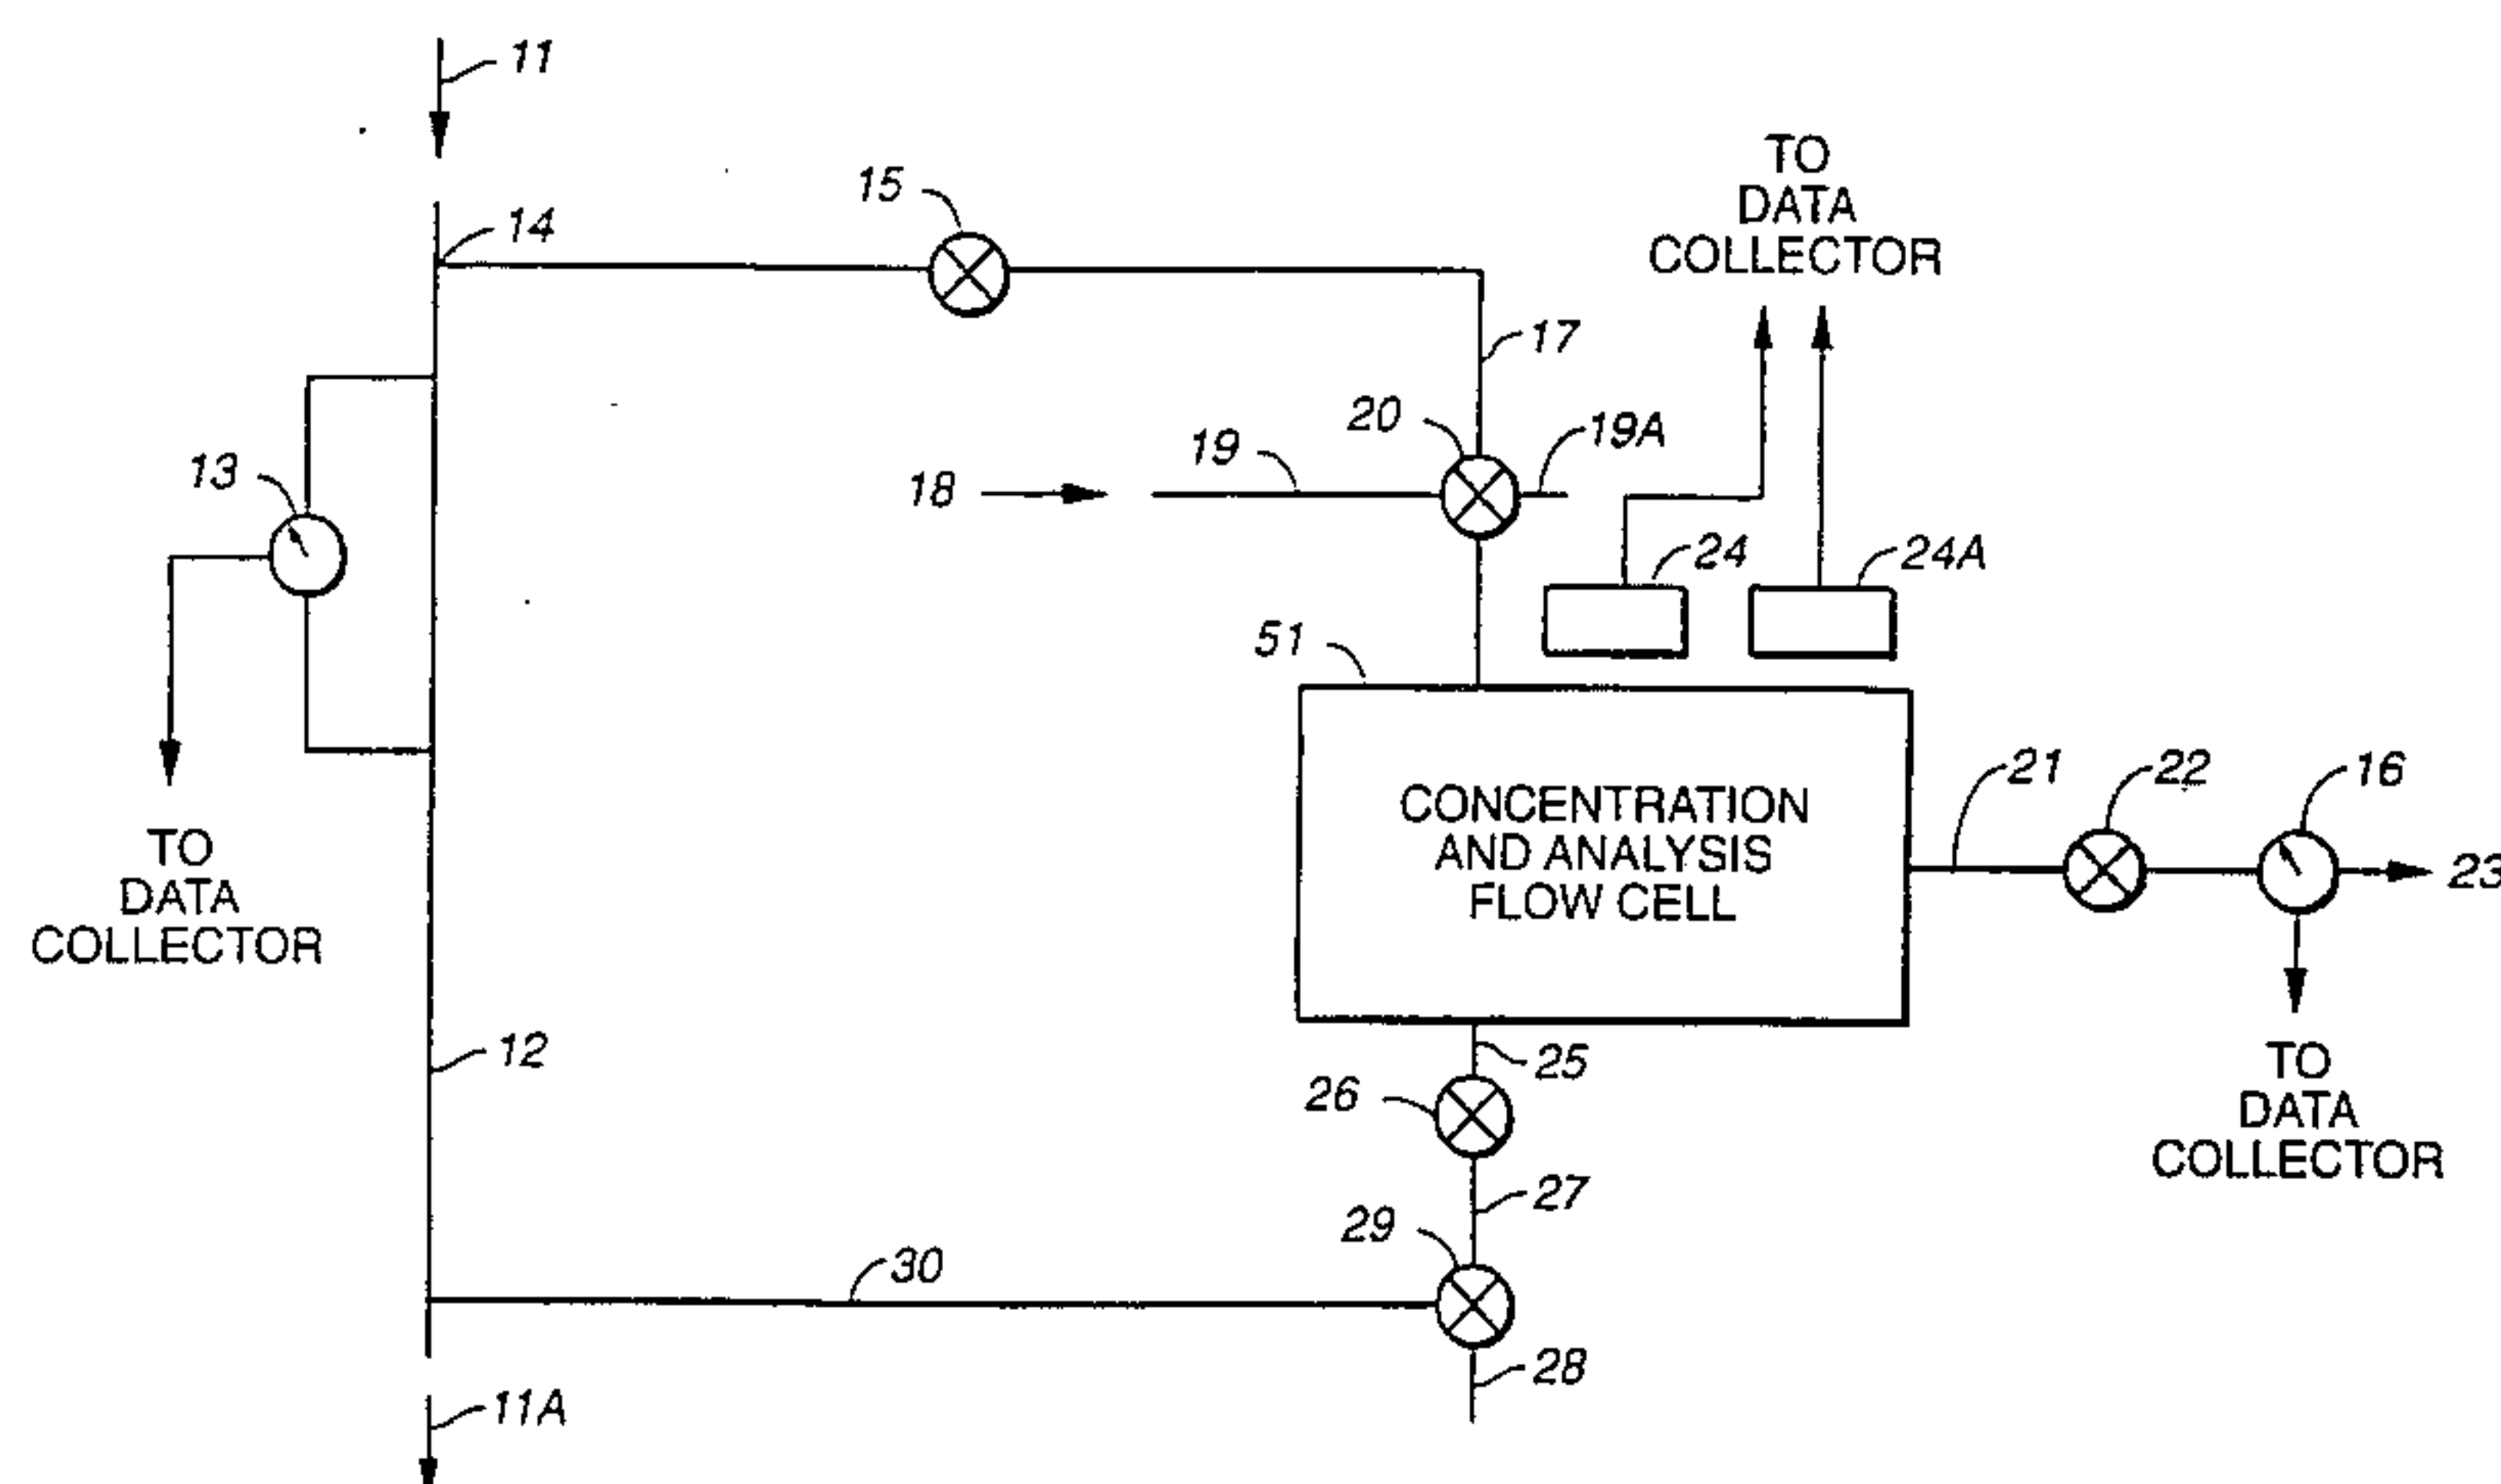 11
14
15
TO
DATA
COLLECTOR
17
20
19A
19
18
13
24
24A
51
CONCENTRATION
AND ANALYSIS
FLOW CELL
21
22
16
23
TO
DATA
COLLECTOR
12
25
26
TO
DATA
COLLECTOR
27
29
30
28
11A